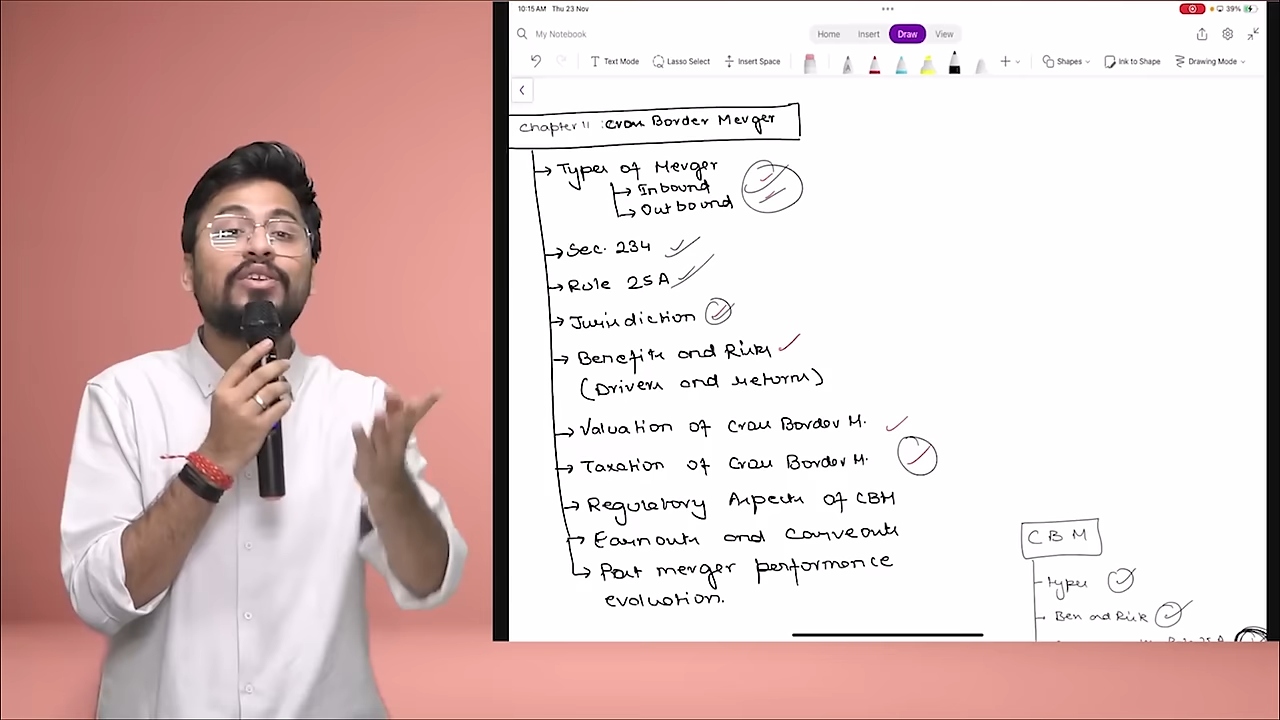 10:15 AM Thu 23 Nov
39%
My Notebook
Home Insert Draw View
Text Mode Lasso Select Insert Space Shapes Ink to Shape Drawing Mode
Chapter 11 : Cross Border Merger
Types of Merger
Inbound
Outbound
Sec. 234
Rule 25A
Jurisdiction
Benefits and Risks
(Drivers and returns)
Valuation of Cross Border M.
Taxation of Cross Border M.
Regulatory Aspects of CBM
Earnouts and Carveouts
Post merger performance
evaluation.
CBM
Types
Ben and Risk
Rule 25A